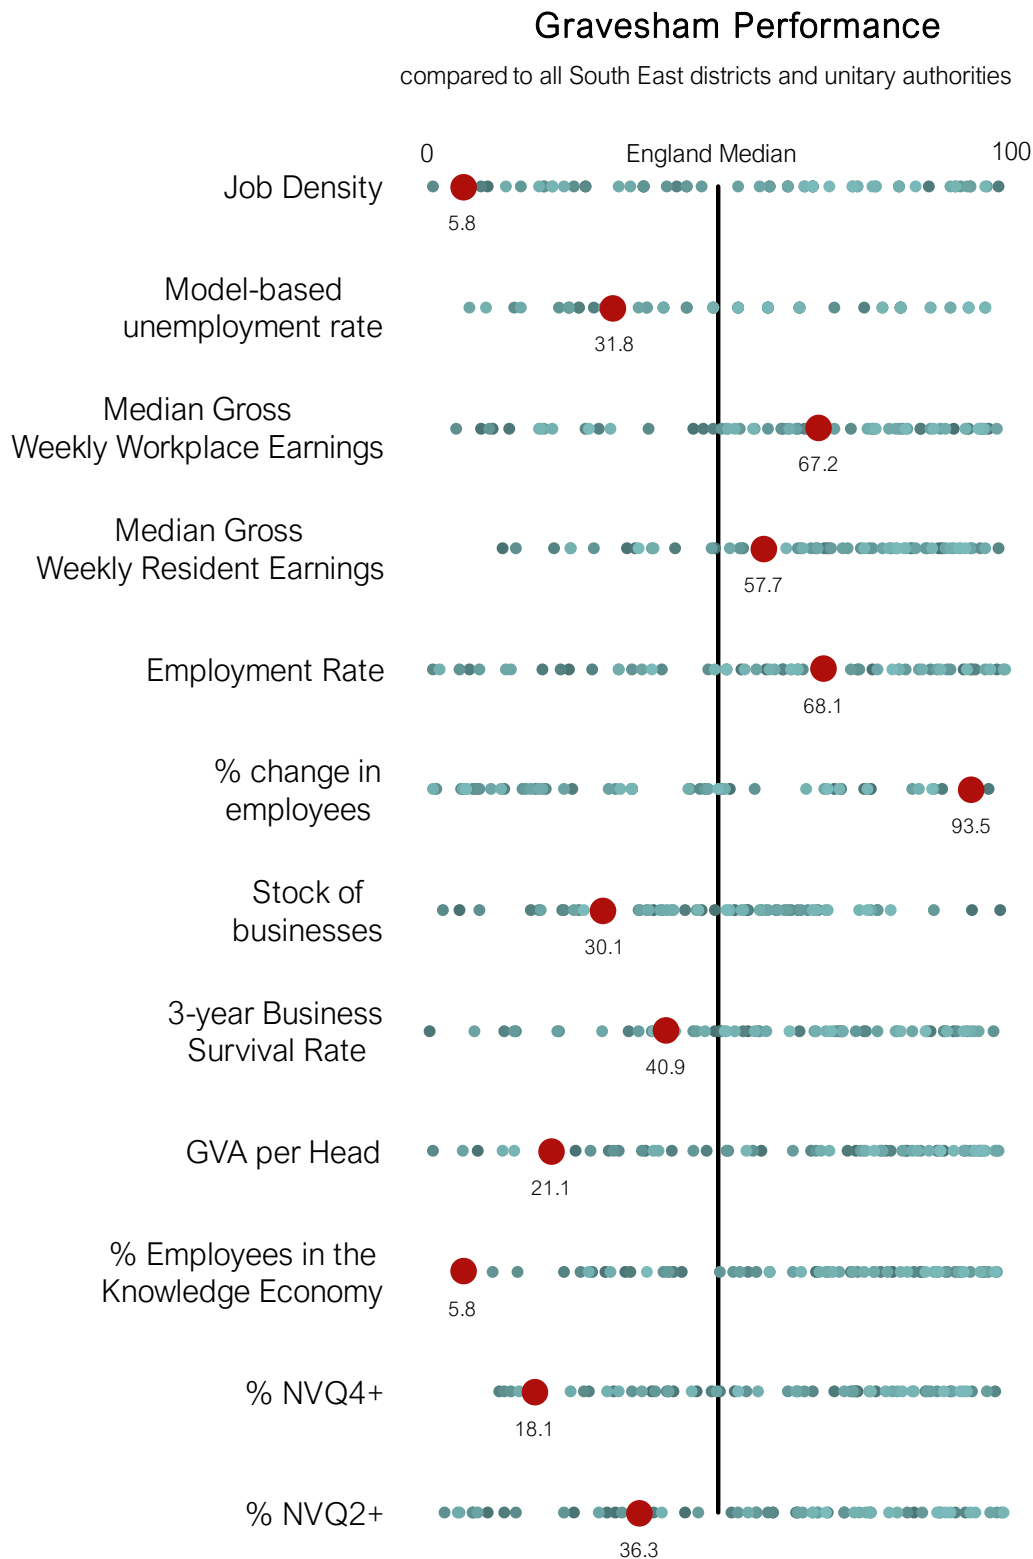 Gravesham Performance
compared to all South East districts and unitary authorities
0 England Median 100
Job Density
5.8
Model-based
unemployment rate
31.8
Median Gross
Weekly Workplace Earnings
67.2
Median Gross
Weekly Resident Earnings
57.7
Employment Rate
68.1
% change in
employees
93.5
Stock of
businesses
30.1
3-year Business
Survival Rate
40.9
GVA per Head
21.1
% Employees in the
Knowledge Economy
5.8
% NVQ4+
18.1
% NVQ2+
36.3